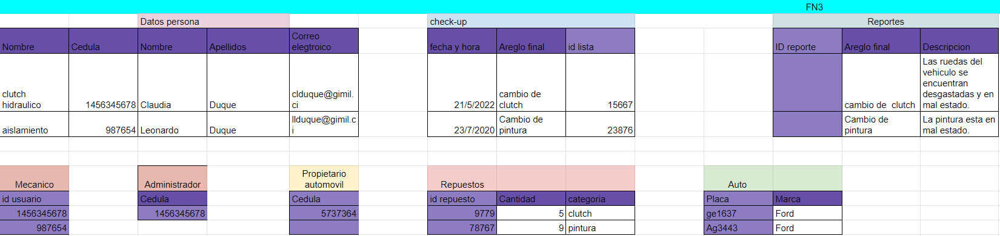 FN3
Datos persona
check-up
Reportes
Nombre
Cedula
Nombre
Apellidos
Correo
elegtroico
fecha y hora
Areglo final
id lista
ID reporte
Areglo final
Descripcion
clutch
hidraulico
1456345678
Claudia
Duque
clduque@gimil.
ci
21/5/2022
cambio de
clutch
15667
cambio de clutch
Las ruedas del
vehiculo se
encuentran
desgastadas y en
mal estado.
aislamiento
987654
Leonardo
Duque
llduque@gimil.c
i
23/7/2020
Cambio de
pintura
23876
Cambio de
pintura
La pintura esta en
mal estado.
Mecanico
Administrador
Propietario
automovil
Repuestos
Auto
id usuario
Cedula
Cedula
id repuesto
Cantidad
categoria
Placa
Marca
1456345678
1456345678
5737364
9779
5
clutch
ge1637
Ford
987654
78767
9
pintura
Ag3443
Ford